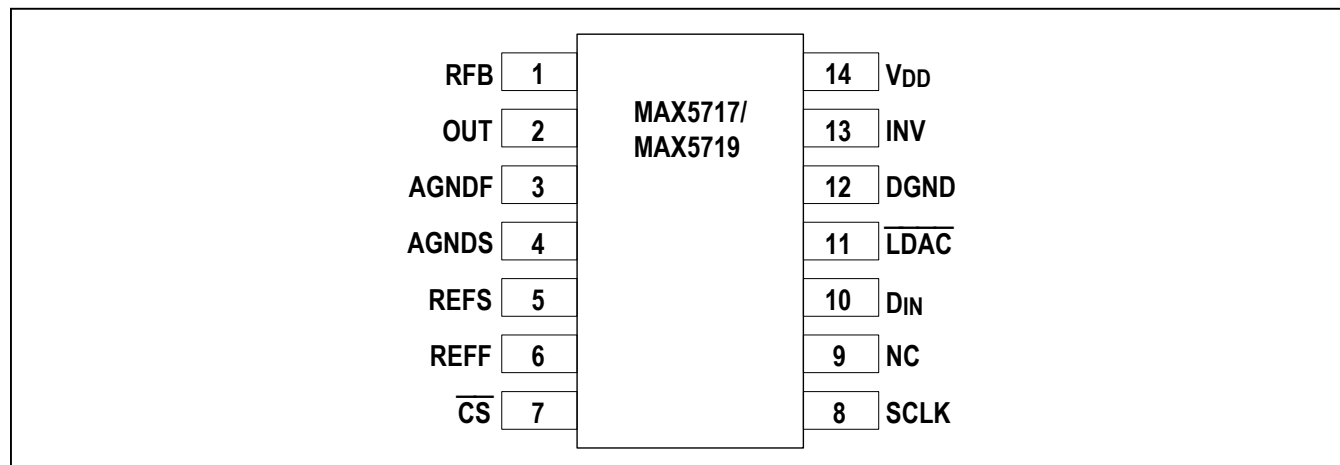 RFB 1
OUT 2
AGNDF 3
AGNDS 4
REFS 5
REFF 6
CS 7
MAX5717/
MAX5719
14 VDD
13 INV
12 DGND
11 LDAC
10 DIN
9 NC
8 SCLK